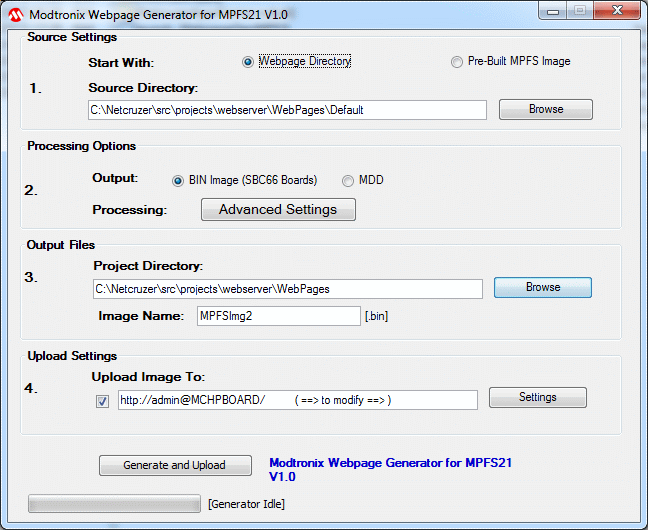 Modtronix Webpage Generator for MPFS21 V1.0
Source Settings
Start With: Webpage Directory Pre-Built MPFS Image
1. Source Directory:
C:\Netcruzer\src\projects\webserver\WebPages\Default Browse
Processing Options
2. Output: BIN Image (SBC66 Boards) MDD
Processing: Advanced Settings
Output Files
3. Project Directory:
C:\Netcruzer\src\projects\webserver\WebPages Browse
Image Name: MPFSImg2 [.bin]
Upload Settings
4. Upload Image To:
http://admin@MCHPBOARD/ ( ==> to modify ==> ) Settings
Generate and Upload Modtronix Webpage Generator for MPFS21
V1.0
[Generator Idle]